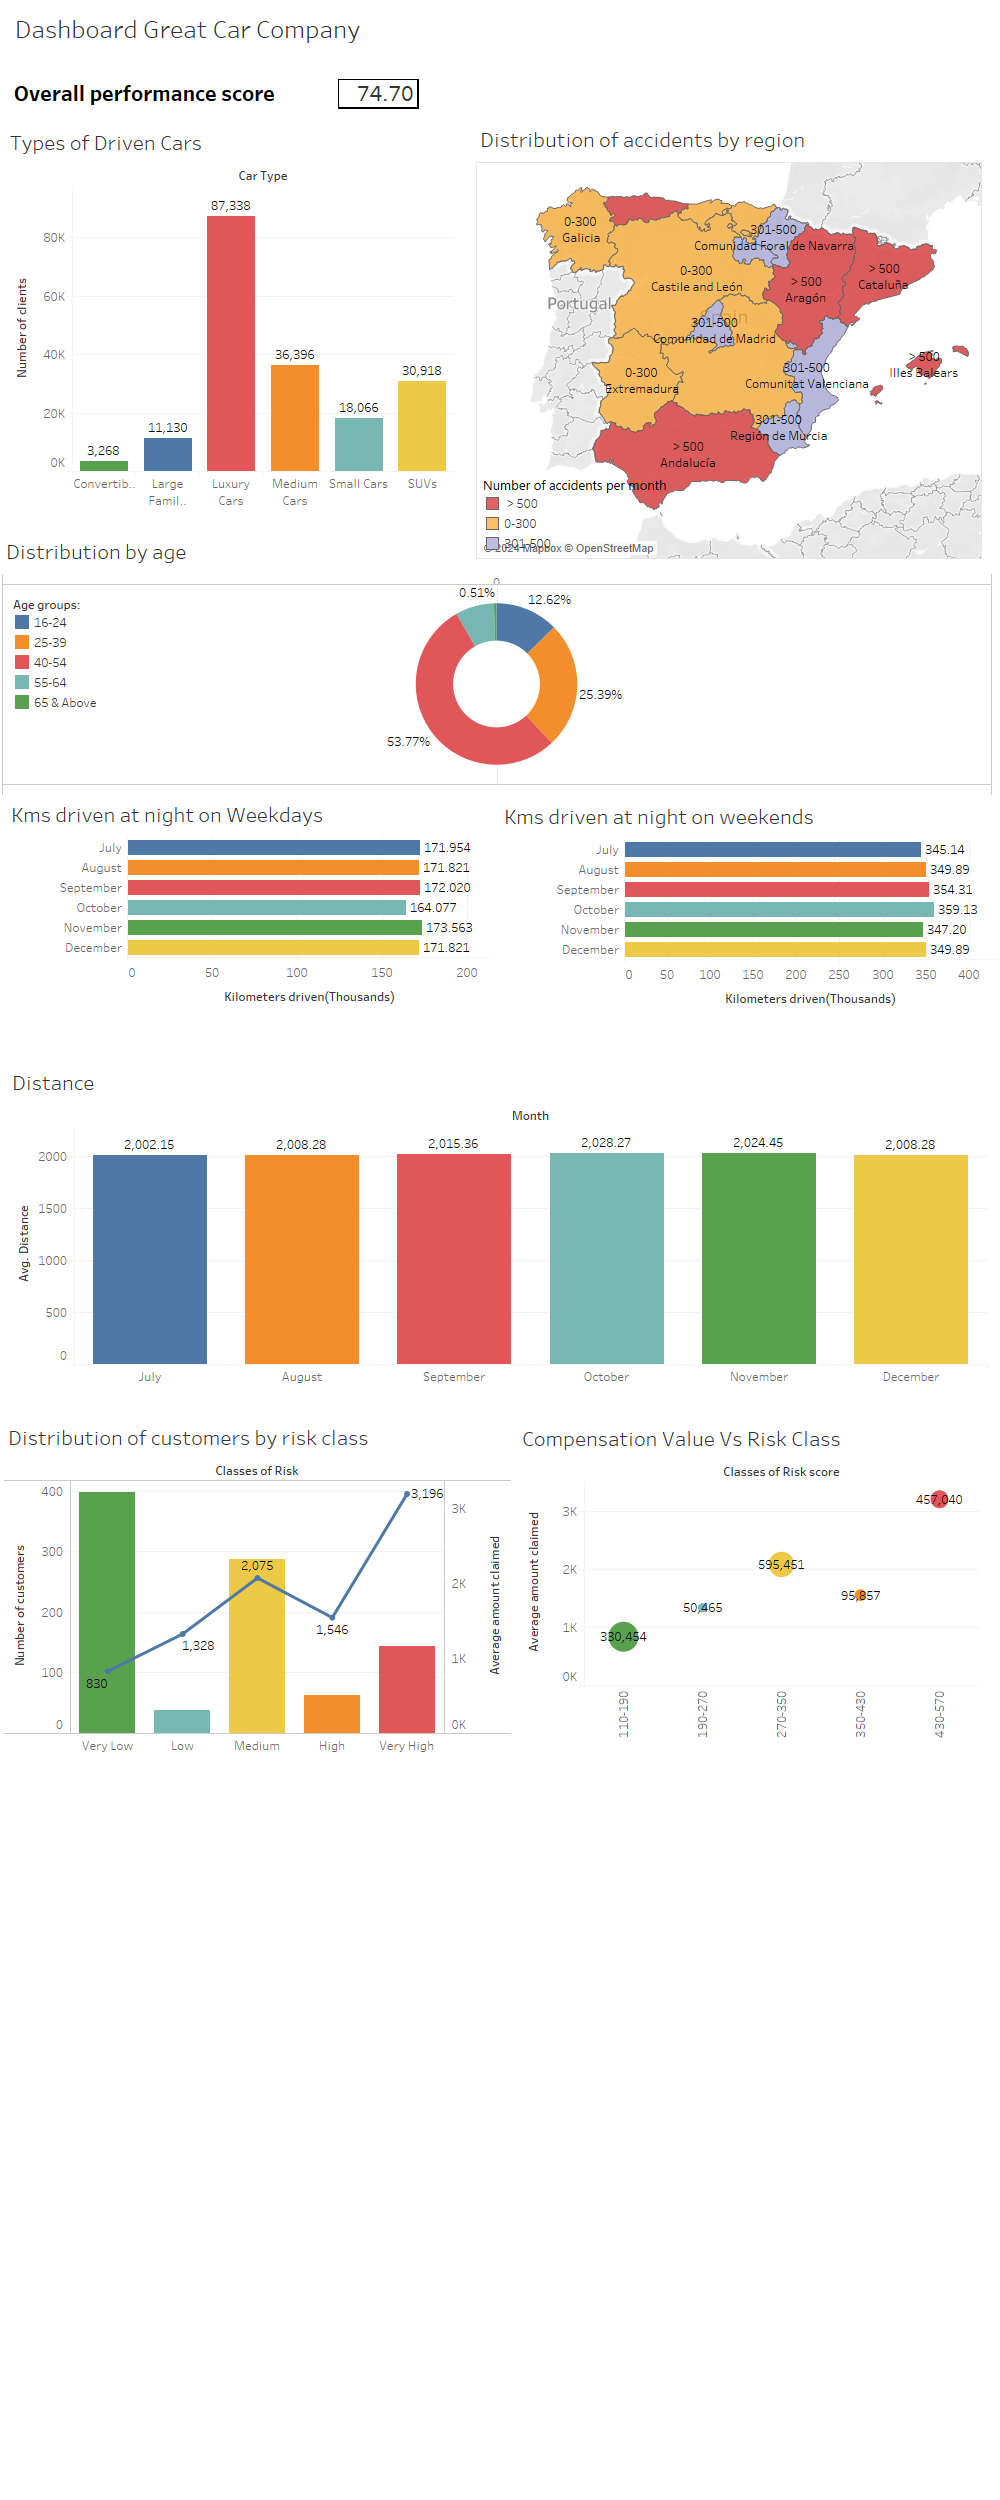 Dashboard Great Car Company
Overall performance score 74.70
Types of Driven Cars
Car Type
Number of clients
80K
60K
40K
20K
0K
3,268
11,130
87,338
36,396
18,066
30,918
Convertib..
Large Famil..
Luxury Cars
Medium Cars
Small Cars
SUVs
Distribution of accidents by region
0-300
Galicia
301-500
Comunidad Foral de Navarra
0-300
Castile and León
> 500
Aragón
> 500
Cataluña
Portugal
Spain
301-500
Comunidad de Madrid
0-300
Extremadura
301-500
Comunitat Valenciana
> 500
Illes Balears
301-500
Región de Murcia
> 500
Andalucía
Number of accidents per month
> 500
0-300
301-500
© 2024 Mapbox © OpenStreetMap
Distribution by age
Age groups:
16-24
25-39
40-54
55-64
65 & Above
0
0.51%
12.62%
25.39%
53.77%
Kms driven at night on Weekdays
July 171.954
August 171.821
September 172.020
October 164.077
November 173.563
December 171.821
0 50 100 150 200
Kilometers driven(Thousands)
Kms driven at night on weekends
July 345.14
August 349.89
September 354.31
October 359.13
November 347.20
December 349.89
0 50 100 150 200 250 300 350 400
Kilometers driven(Thousands)
Distance
Month
Avg. Distance
2000
1500
1000
500
0
2,002.15
2,008.28
2,015.36
2,028.27
2,024.45
2,008.28
July August September October November December
Distribution of customers by risk class
Classes of Risk
Number of customers
400
300
200
100
0
830
1,328
2,075
1,546
3,196
3K
2K
1K
0K
Average amount claimed
Very Low Low Medium High Very High
Compensation Value Vs Risk Class
Classes of Risk score
Average amount claimed
3K
2K
1K
0K
330,454
50,465
595,451
95,857
457,040
110-190
190-270
270-350
350-430
430-570